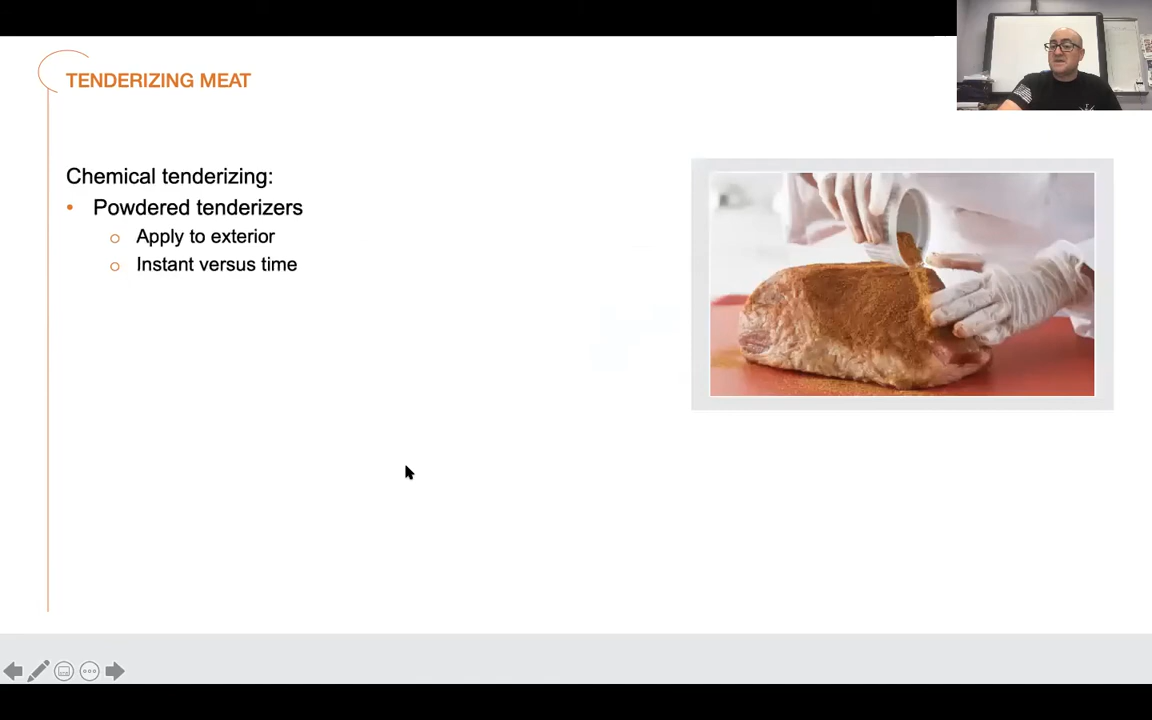 TENDERIZING MEAT
Chemical tenderizing:
• Powdered tenderizers
o Apply to exterior
o Instant versus time